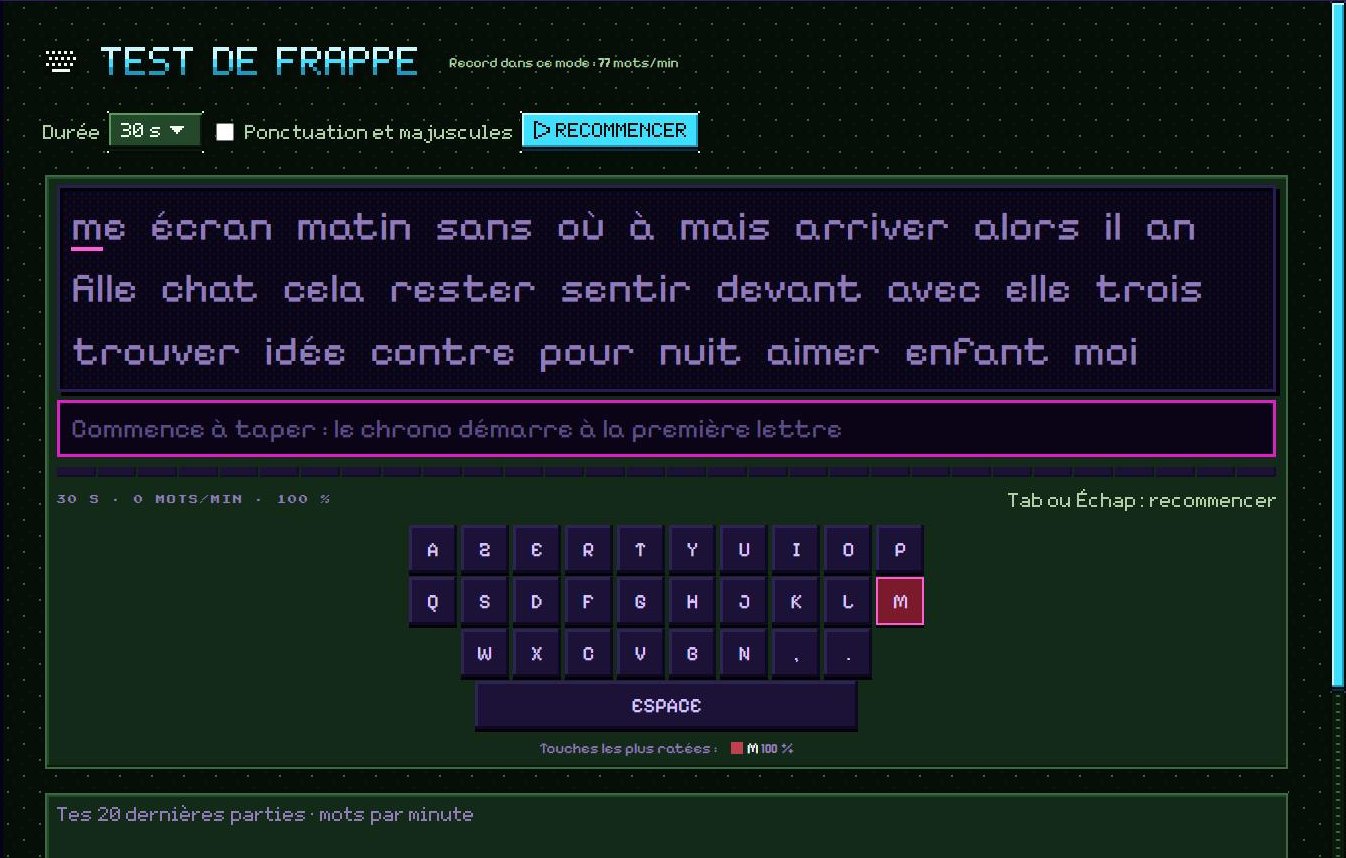 TEST DE FRAPPE Record dans ce mode : 77 mots/min
Durée 30 s Ponctuation et majuscules RECOMMENCER
me écran matin sans où à mais arriver alors il an
fille chat cela rester sentir devant avec elle trois
trouver idée contre pour nuit aimer enfant moi
Commence à taper : le chrono démarre à la première lettre
30 S · 0 MOTS/MIN · 100 % Tab ou Échap : recommencer
A Z E R T Y U I O P
Q S D F G H J K L M
W X C V B N , .
ESPACE
Touches les plus ratées : M 100 %
Tes 20 dernières parties · mots par minute